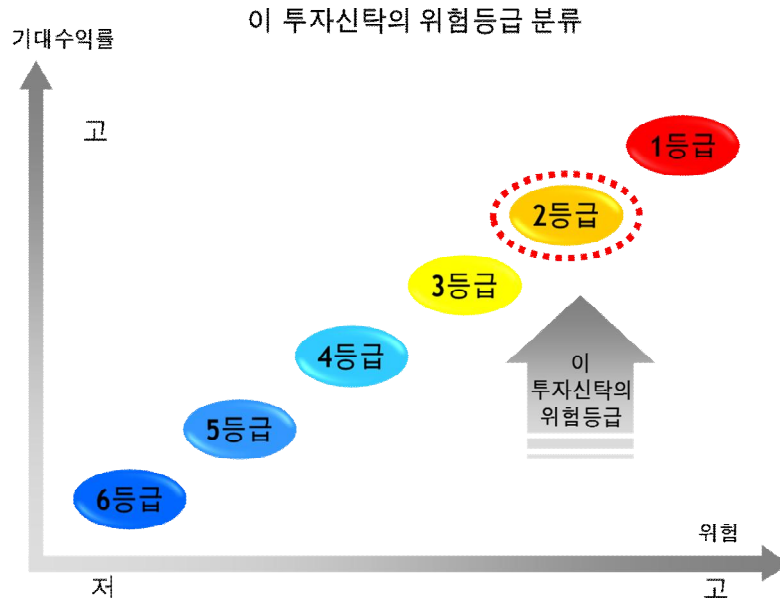 이 투자신탁의 위험등급 분류
기대수익률
고
1등급
2등급
3등급
4등급
이
투자신탁의
위험등급
5등급
6등급
위험
저
고